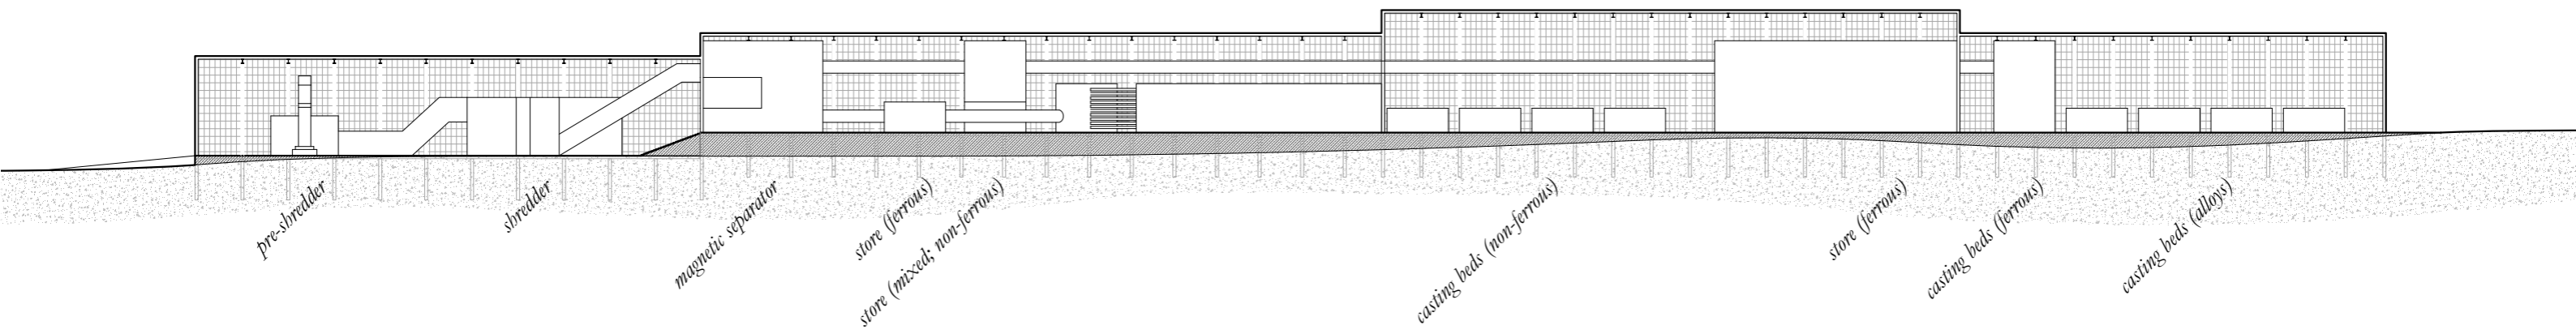 pre-shredder
shredder
magnetic separator
store (ferrous)
store (mixed; non-ferrous)
casting beds (non-ferrous)
store (ferrous)
casting beds (ferrous)
casting beds (alloys)